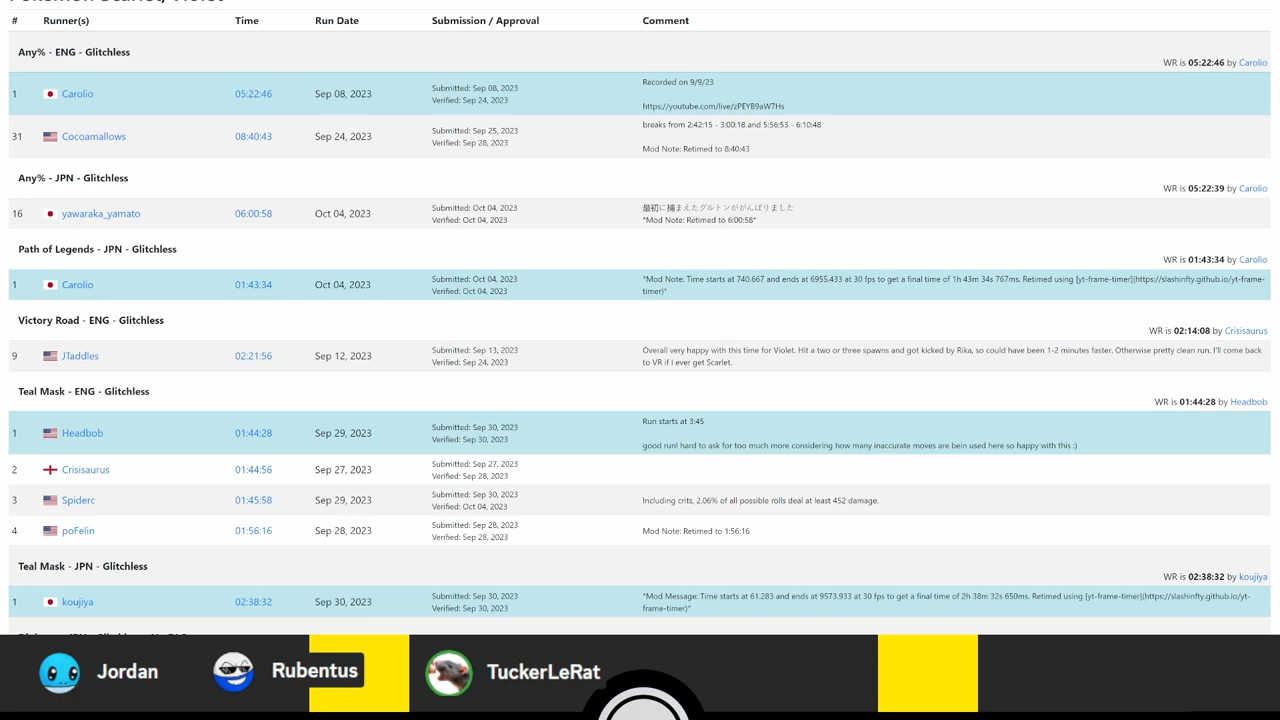 # Runner(s) Time Run Date Submission / Approval Comment
Any% - ENG - Glitchless
WR is 05:22:46 by Carolio
1 Carolio 05:22:46 Sep 08, 2023 Submitted: Sep 08, 2023 Recorded on 9/9/23
Verified: Sep 24, 2023
https://youtube.com/live/zPEYB9aW7Hs
31 Cocoamallows 08:40:43 Sep 24, 2023 Submitted: Sep 25, 2023 breaks from 2:42:15 - 3:00:18 and 5:56:53 - 6:10:48
Verified: Sep 28, 2023
Mod Note: Retimed to 8:40:43
Any% - JPN - Glitchless
WR is 05:22:39 by Carolio
16 yawaraka_yamato 06:00:58 Oct 04, 2023 Submitted: Oct 04, 2023 最初に捕まえたグルトンががんばりました
Verified: Oct 04, 2023 *Mod Note: Retimed to 6:00:58*
Path of Legends - JPN - Glitchless
WR is 01:43:34 by Carolio
1 Carolio 01:43:34 Oct 04, 2023 Submitted: Oct 04, 2023 *Mod Note: Time starts at 740.667 and ends at 6955.433 at 30 fps to get a final time of 1h 43m 34s 767ms. Retimed using [yt-frame-timer](https://slashinfty.github.io/yt-frame-
Verified: Oct 04, 2023 timer)*
Victory Road - ENG - Glitchless
WR is 02:14:08 by Crisisaurus
9 JTaddles 02:21:56 Sep 12, 2023 Submitted: Sep 13, 2023 Overall very happy with this time for Violet. Hit a two or three spawns and got kicked by Rika, so could have been 1-2 minutes faster. Otherwise pretty clean run. I'll come back
Verified: Sep 24, 2023 to VR if I ever get Scarlet.
Teal Mask - ENG - Glitchless
WR is 01:44:28 by Headbob
1 Headbob 01:44:28 Sep 29, 2023 Submitted: Sep 30, 2023 Run starts at 3:45
Verified: Sep 30, 2023
good run! hard to ask for too much more considering how many inaccurate moves are bein used here so happy with this :)
2 Crisisaurus 01:44:56 Sep 27, 2023 Submitted: Sep 27, 2023
Verified: Sep 28, 2023
3 Spiderc 01:45:58 Sep 29, 2023 Submitted: Sep 30, 2023 Including crits, 2.06% of all possible rolls deal at least 452 damage.
Verified: Oct 04, 2023
4 poFelin 01:56:16 Sep 28, 2023 Submitted: Sep 28, 2023 Mod Note: Retimed to 1:56:16
Verified: Sep 28, 2023
Teal Mask - JPN - Glitchless
WR is 02:38:32 by koujiya
1 koujiya 02:38:32 Sep 30, 2023 Submitted: Sep 30, 2023 *Mod Message: Time starts at 61.283 and ends at 9573.933 at 30 fps to get a final time of 2h 38m 32s 650ms. Retimed using [yt-frame-timer](https://slashinfty.github.io/yt-
Verified: Sep 30, 2023 frame-timer)*
Jordan Rubentus TuckerLeRat